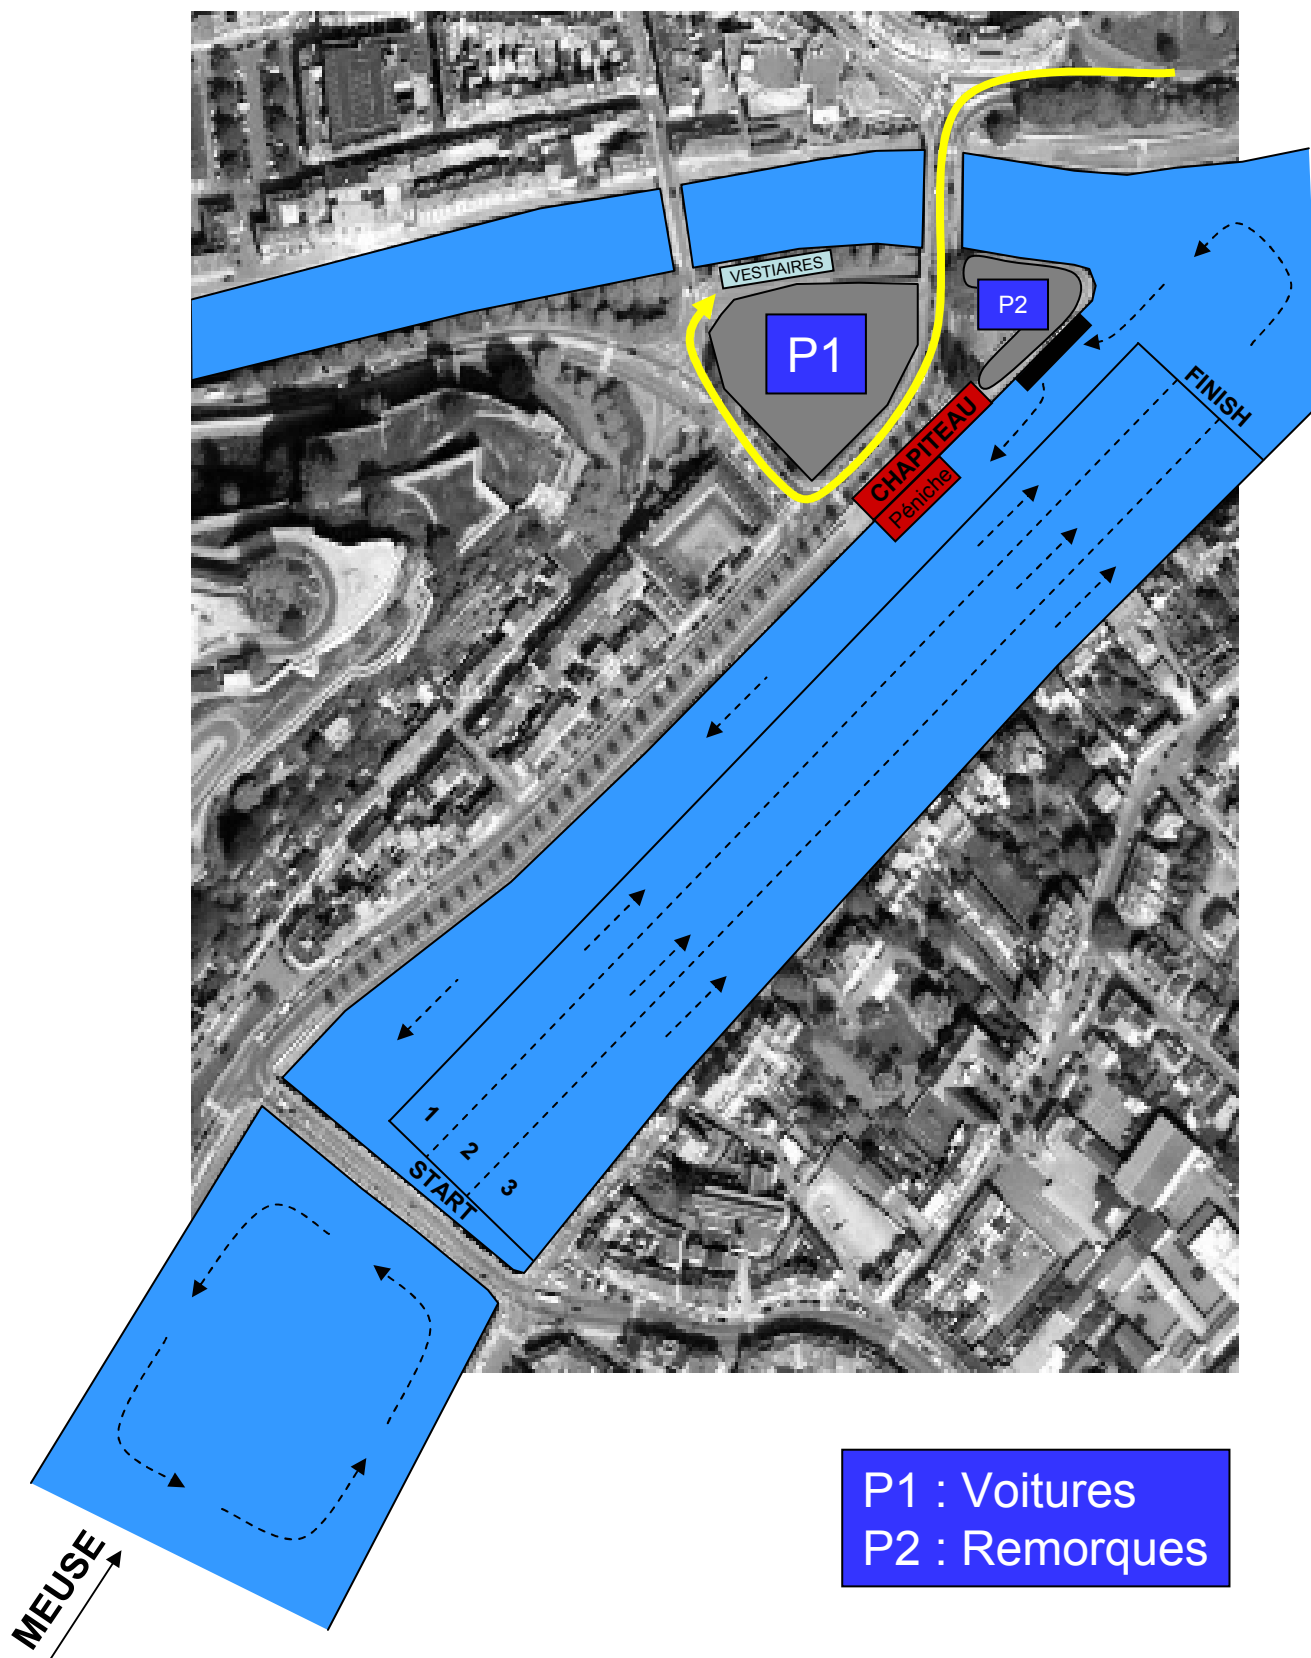 VESTIAIRES
P2
P1
FINISH
CHAPITEAU
Péniche
1
2
3
START
MEUSE
P1 : Voitures
P2 : Remorques